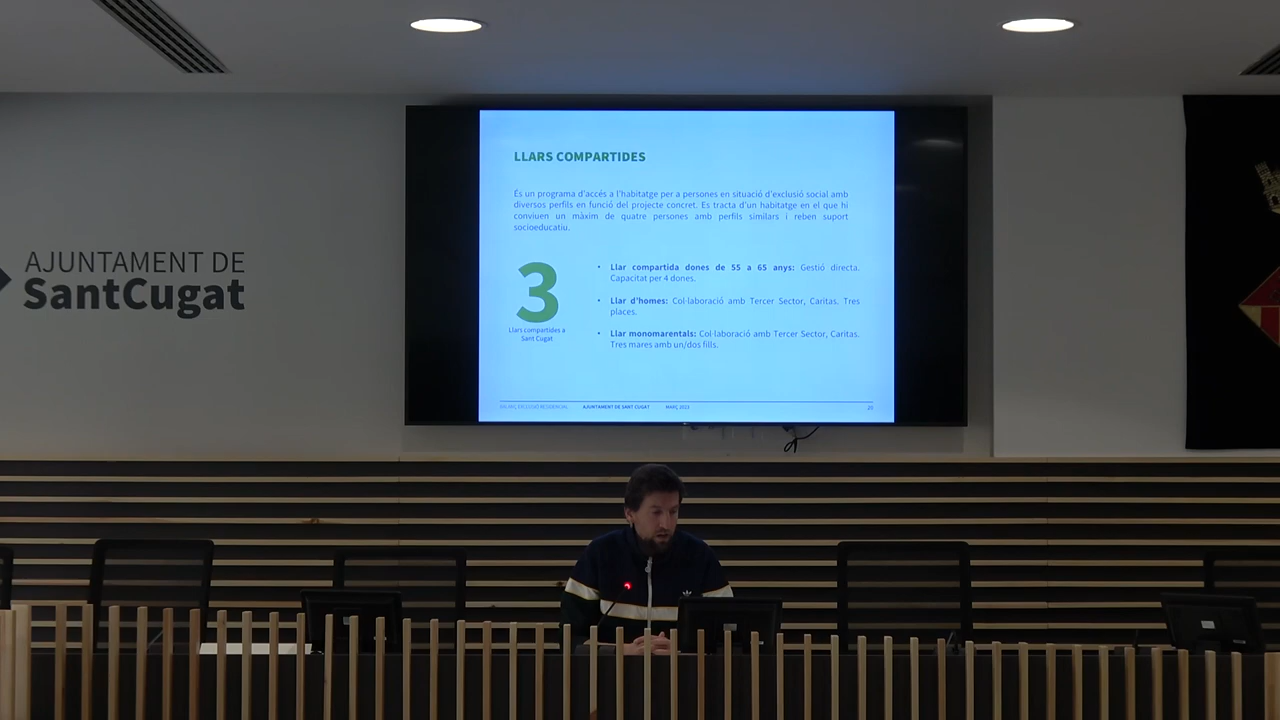 AJUNTAMENT DE
SantCugat
LLARS COMPARTIDES
És un programa d'accés a l'habitatge per a persones en situació d'exclusió social amb
diversos perfils en funció del projecte concret. Es tracta d'un habitatge en el que hi
conviuen un màxim de quatre persones amb perfils similars i reben suport
socioeducatiu.
3
Llars compartides a
Sant Cugat
• Llar compartida dones de 55 a 65 anys: Gestió directa.
Capacitat per 4 dones.
• Llar d'homes: Col·laboració amb Tercer Sector, Caritas. Tres
places.
• Llar monomarentals: Col·laboració amb Tercer Sector, Caritas.
Tres mares amb un/dos fills.
EXCLUSIÓ RESIDENCIAL AJUNTAMENT DE SANT CUGAT MARÇ 2023